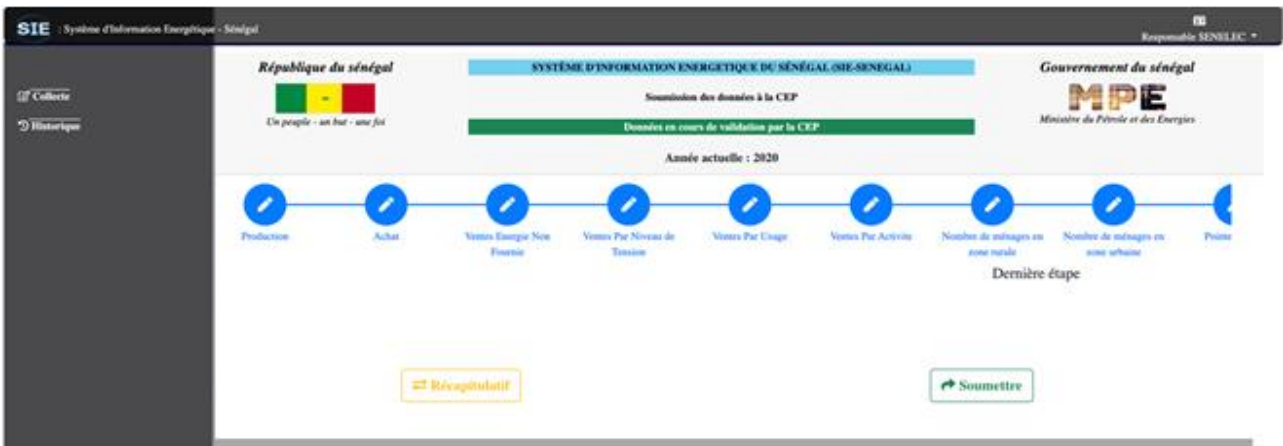 SIE : Système d'Information Energétique - Sénégal
Responsable SENELEC
Collecte
Historique
République du sénégal
Un peuple - un but - une foi
SYSTÈME D'INFORMATION ENERGETIQUE DU SÉNÉGAL (SIE-SENEGAL)
Soumission des données à la CEP
Données en cours de validation par la CEP
Année actuelle : 2020
Gouvernement du sénégal
MPE
Ministère du Pétrole et des Energies
Production
Achat
Ventes Energie Non
Fournie
Ventes Par Niveau de
Tension
Ventes Par Usage
Ventes Par Activite
Nombre de ménages en
zone rurale
Nombre de ménages en
zone urbaine
Pointe
Dernière étape
Récapitulatif
Soumettre